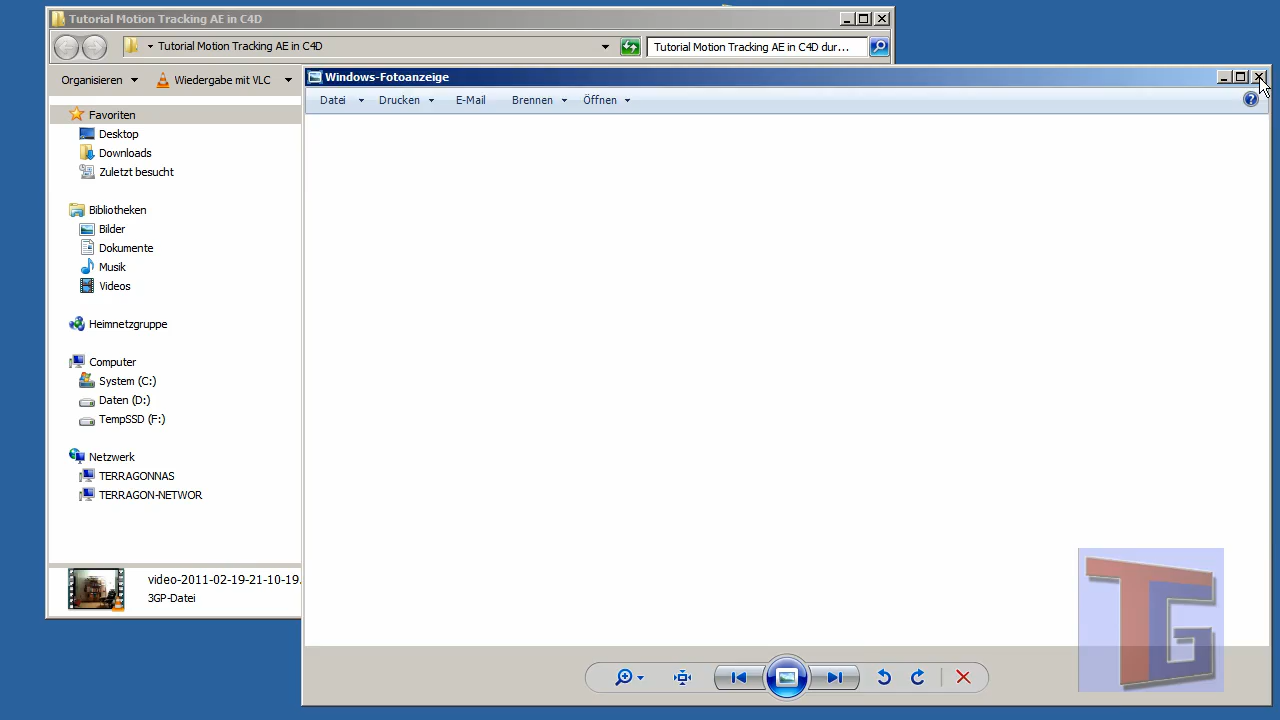 Tutorial Motion Tracking AE in C4D
Tutorial Motion Tracking AE in C4D
Tutorial Motion Tracking AE in C4D dur...
Organisieren
Wiedergabe mit VLC
Windows-Fotoanzeige
Datei
Drucken
E-Mail
Brennen
Öffnen
Favoriten
Desktop
Downloads
Zuletzt besucht
Bibliotheken
Bilder
Dokumente
Musik
Videos
Heimnetzgruppe
Computer
System (C:)
Daten (D:)
TempSSD (F:)
Netzwerk
TERRAGONNAS
TERRAGON-NETWOR
video-2011-02-19-21-10-19.
3GP-Datei
TG